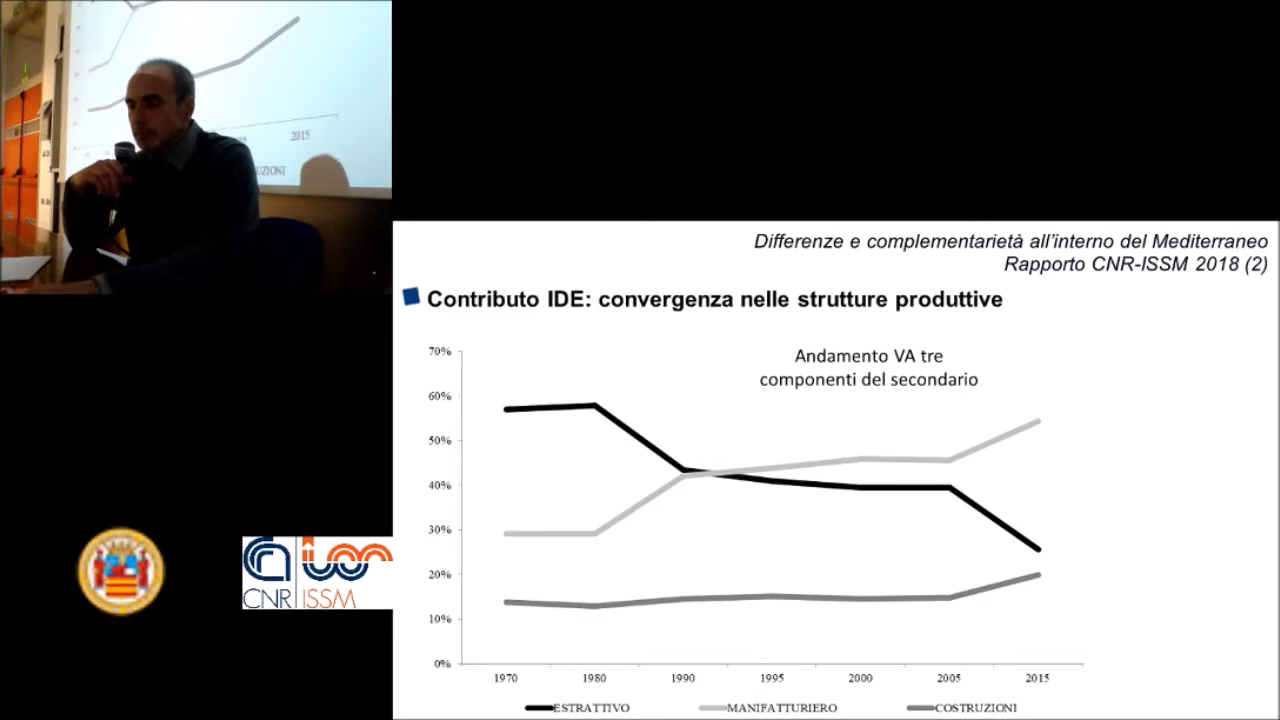 2015
UZIONI
Differenze e complementarietà all'interno del Mediterraneo
Rapporto CNR-ISSM 2018 (2)
Contributo IDE: convergenza nelle strutture produttive
Andamento VA tre
componenti del secondario
70%
60%
50%
40%
30%
20%
10%
0%
1970 1980 1990 1995 2000 2005 2015
ESTRATTIVO MANIFATTURIERO COSTRUZIONI
CNR ISSM